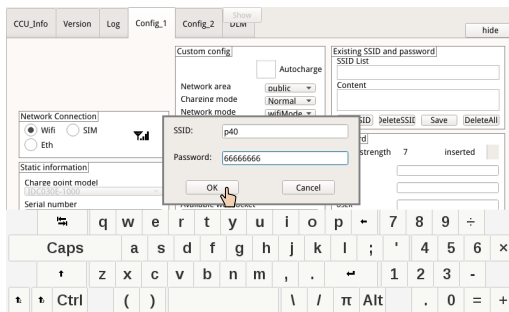 Show
CCU_Info Version Log Config_1 Config_2 DLM
hide
Custom config
Autocharge
Network area public
Charging mode Normal
Network mode wifiMode
Existing SSID and password
SSID List
Content
DeleteSSID Save DeleteAll
strength 7 inserted
Network Connection
Wifi SIM
Eth
SSID: p40
Password: 66666666
OK Cancel
Static information
Charge point model
JDC030E-1000
Serial number
q w e r t y u i o p 7 8 9 ÷
Caps a s d f g h j k l ; ' 4 5 6 ×
z x c v b n m , . 1 2 3 -
Ctrl ( ) \ / π Alt . 0 = +